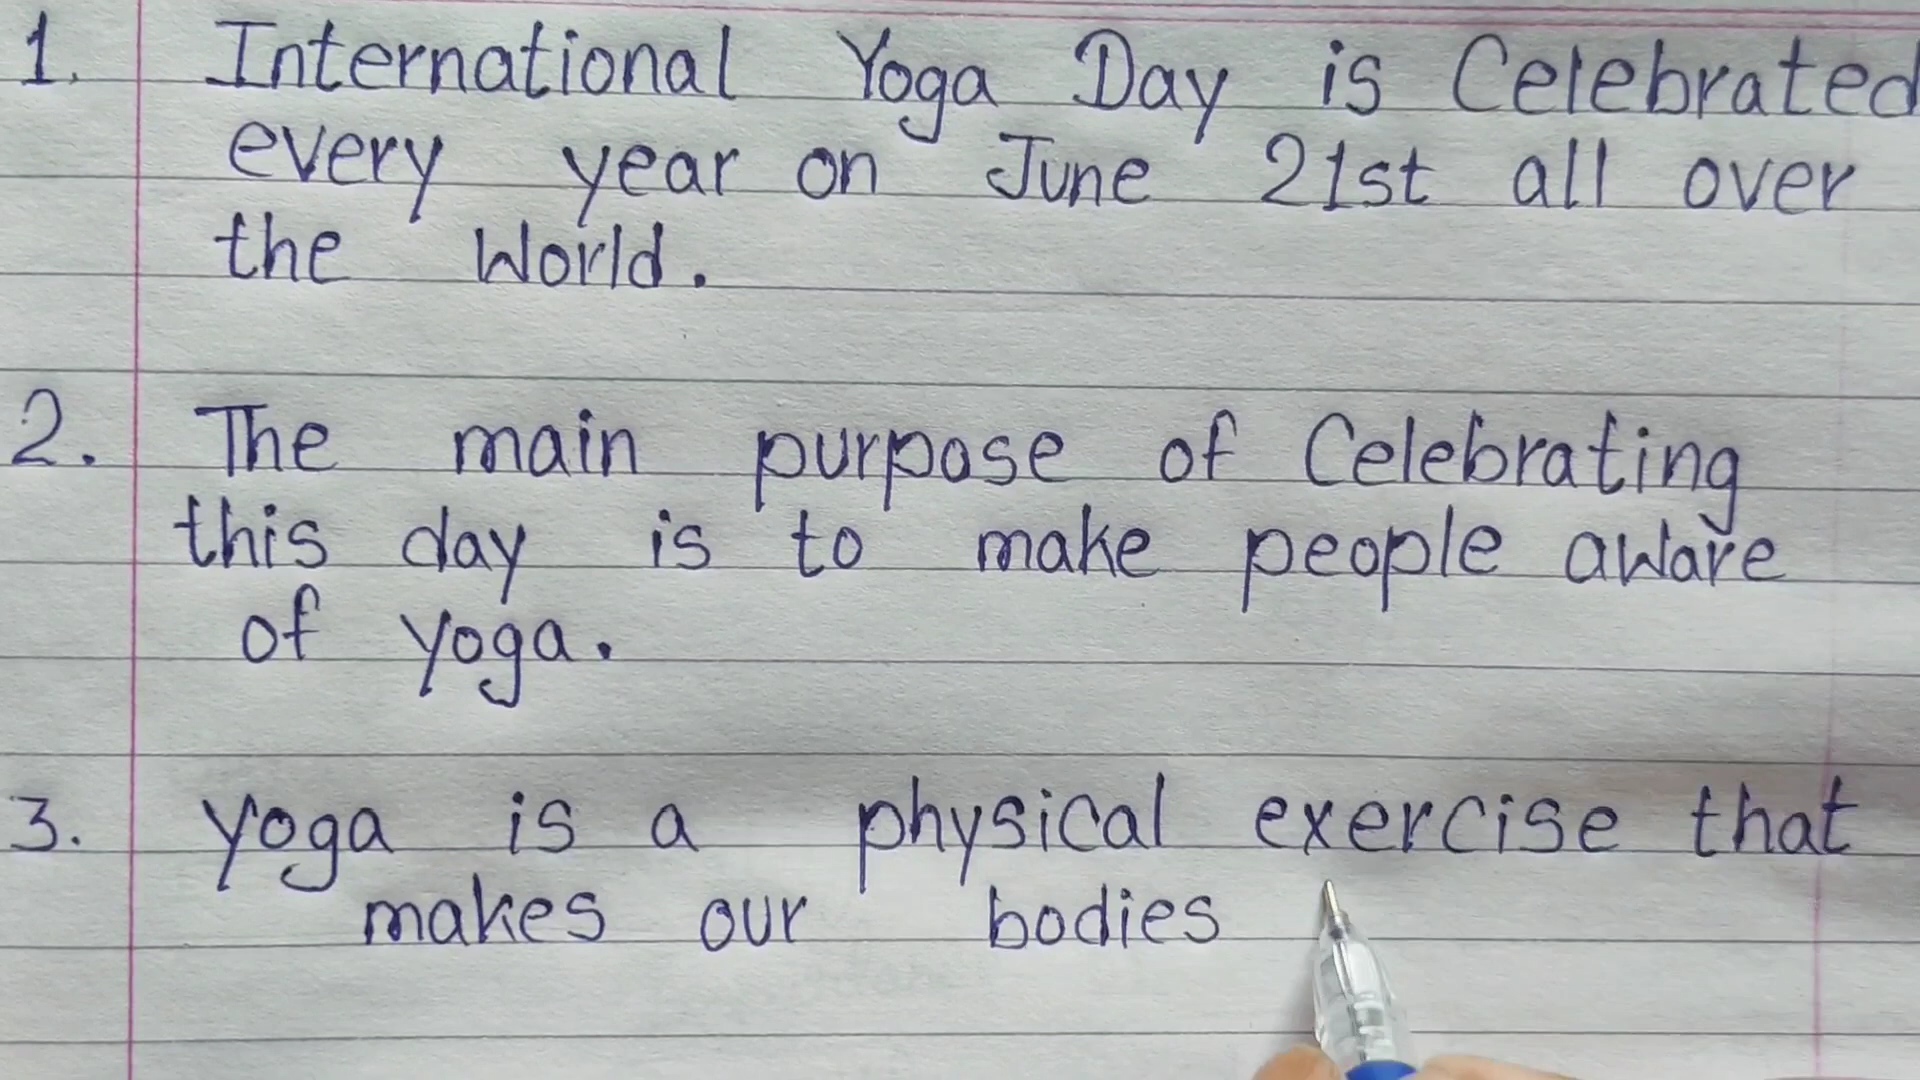 1. International Yoga Day is Celebrated
every year on June 21st all over
the World.
2. The main purpose of Celebrating
this day is to make people aware
of yoga.
3. yoga is a physical exercise that
makes our bodies